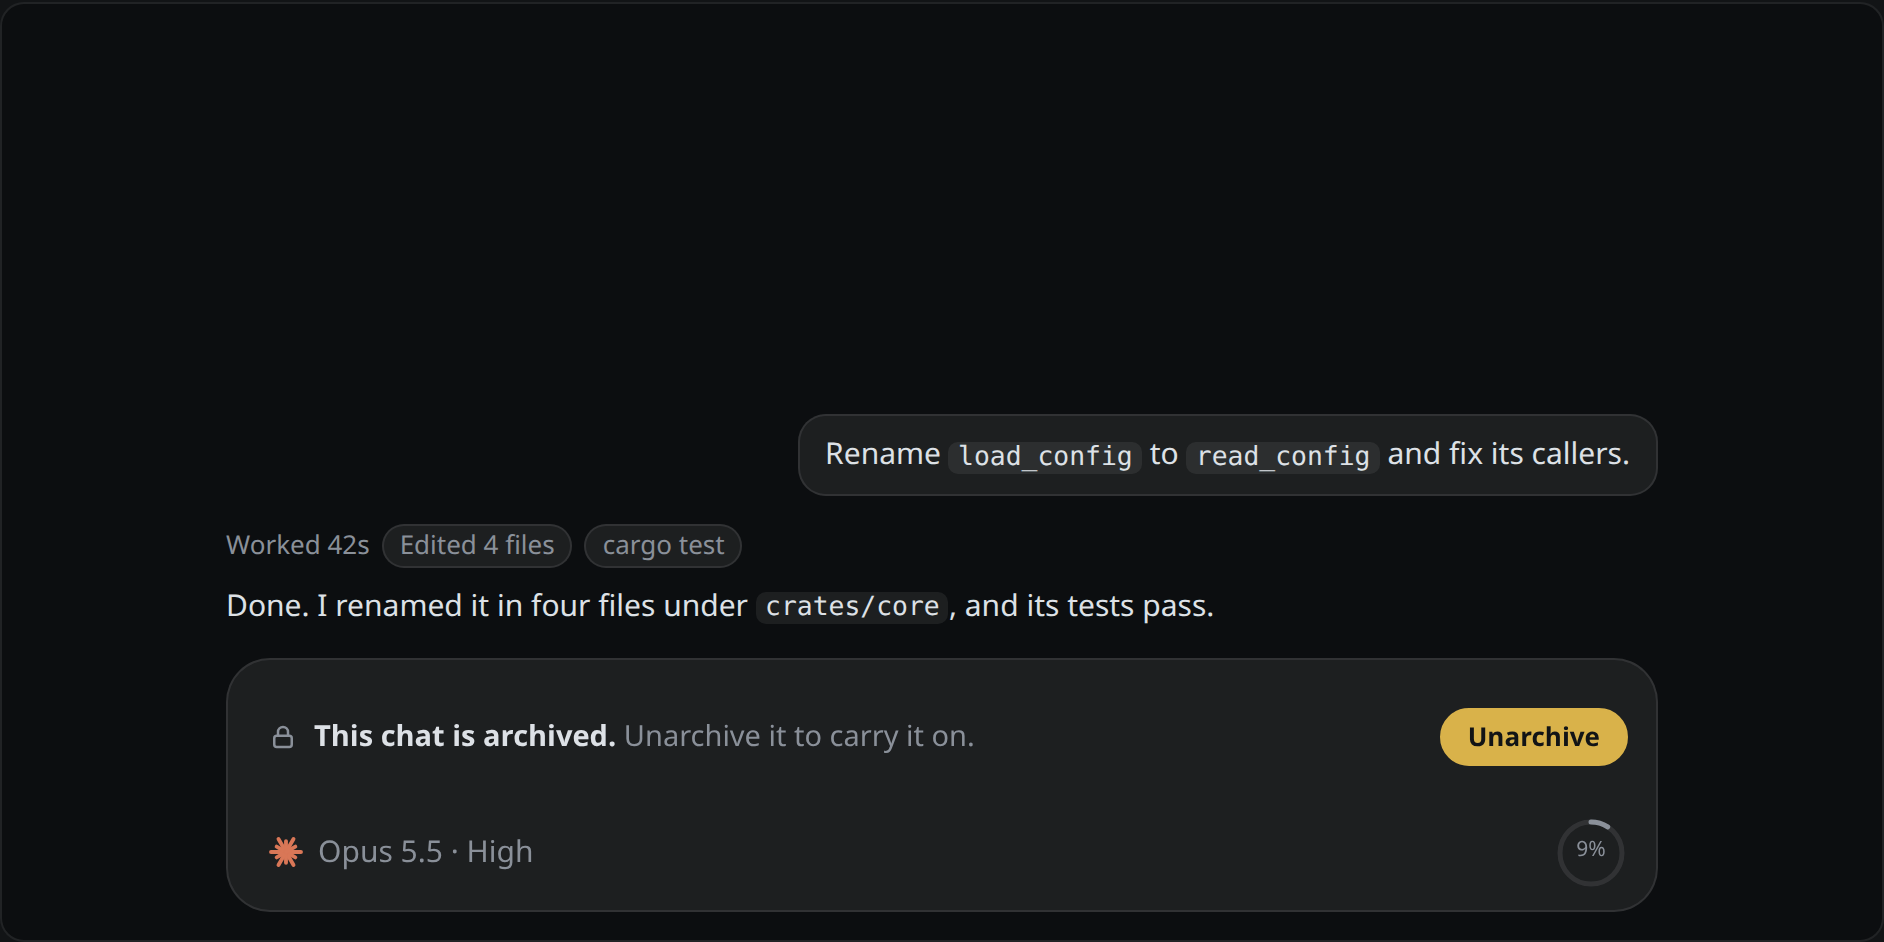 Rename load_config to read_config and fix its callers.
Worked 42s Edited 4 files cargo test
Done. I renamed it in four files under crates/core, and its tests pass.
This chat is archived. Unarchive it to carry it on. Unarchive
Opus 5.5 · High 9%